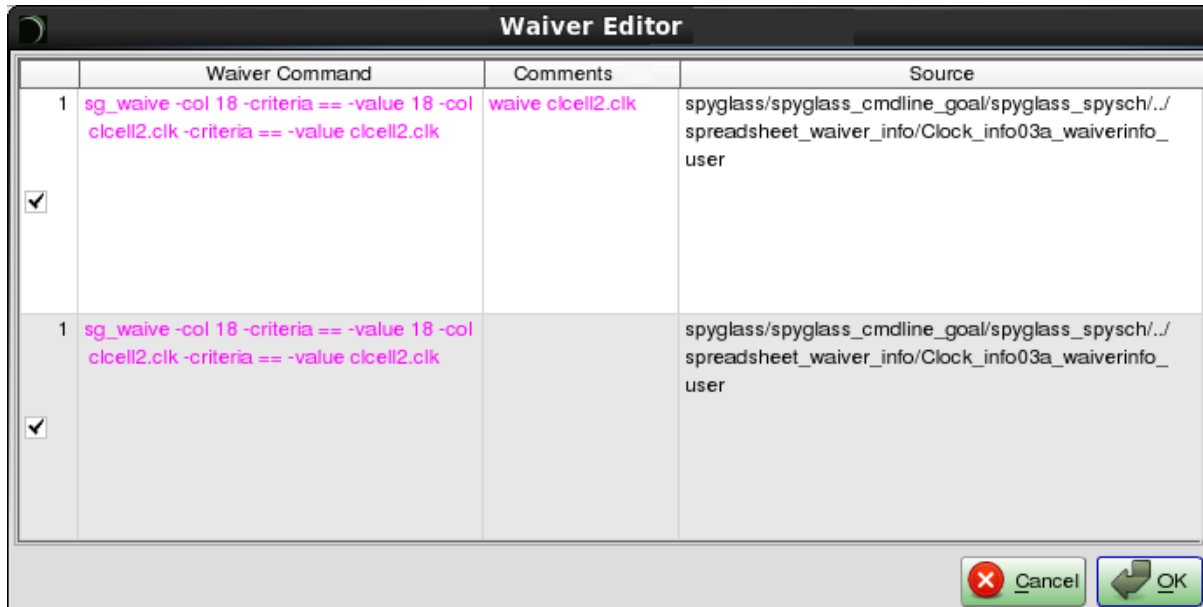 Waiver Editor
Waiver Command Comments Source
1 sg_waive -col 18 -criteria == -value 18 -col waive clcell2.clk spyglass/spyglass_cmdline_goal/spyglass_spysch/../
clcell2.clk -criteria == -value clcell2.clk spreadsheet_waiver_info/Clock_info03a_waiverinfo_
user
1 sg_waive -col 18 -criteria == -value 18 -col spyglass/spyglass_cmdline_goal/spyglass_spysch/../
clcell2.clk -criteria == -value clcell2.clk spreadsheet_waiver_info/Clock_info03a_waiverinfo_
user
Cancel OK